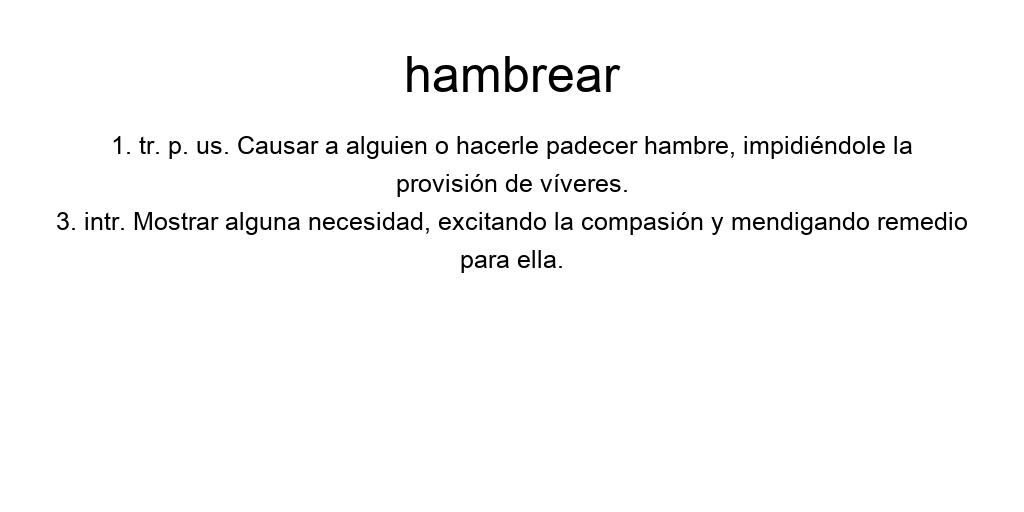 hambrear
1. tr. p. us. Causar a alguien o hacerle padecer hambre, impidiéndole la
provisión de víveres.
3. intr. Mostrar alguna necesidad, excitando la compasión y mendigando remedio
para ella.